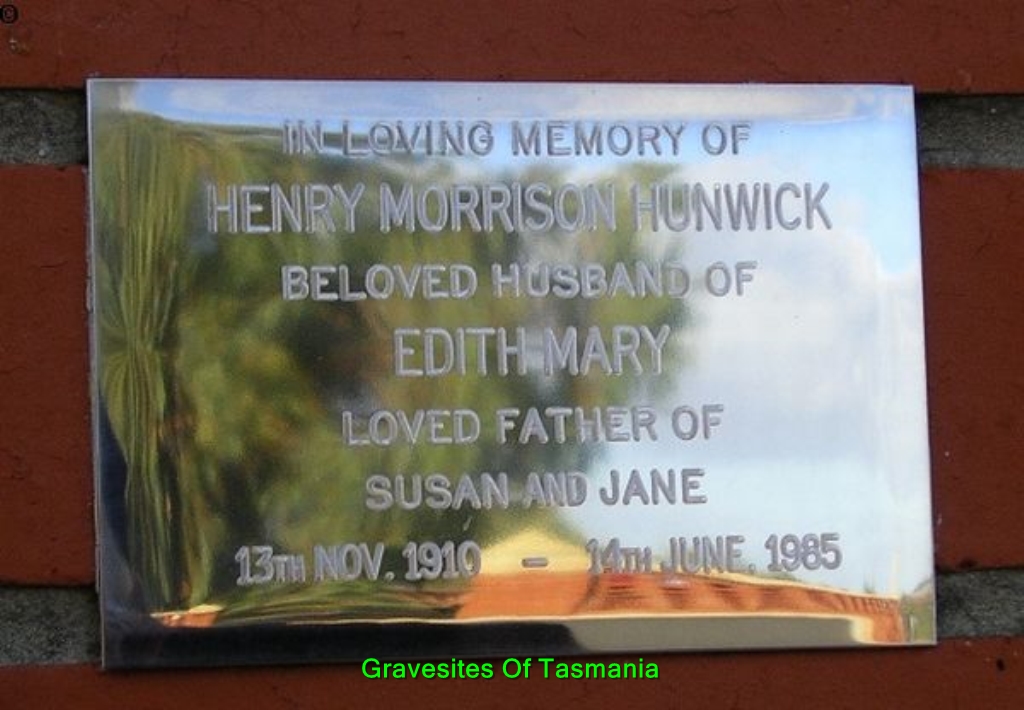 ©
IN LOVING MEMORY OF
HENRY MORRISON HUNWICK
BELOVED HUSBAND OF
EDITH MARY
LOVED FATHER OF
SUSAN AND JANE
13TH NOV. 1910 - 14TH JUNE. 1985
Gravesites Of Tasmania